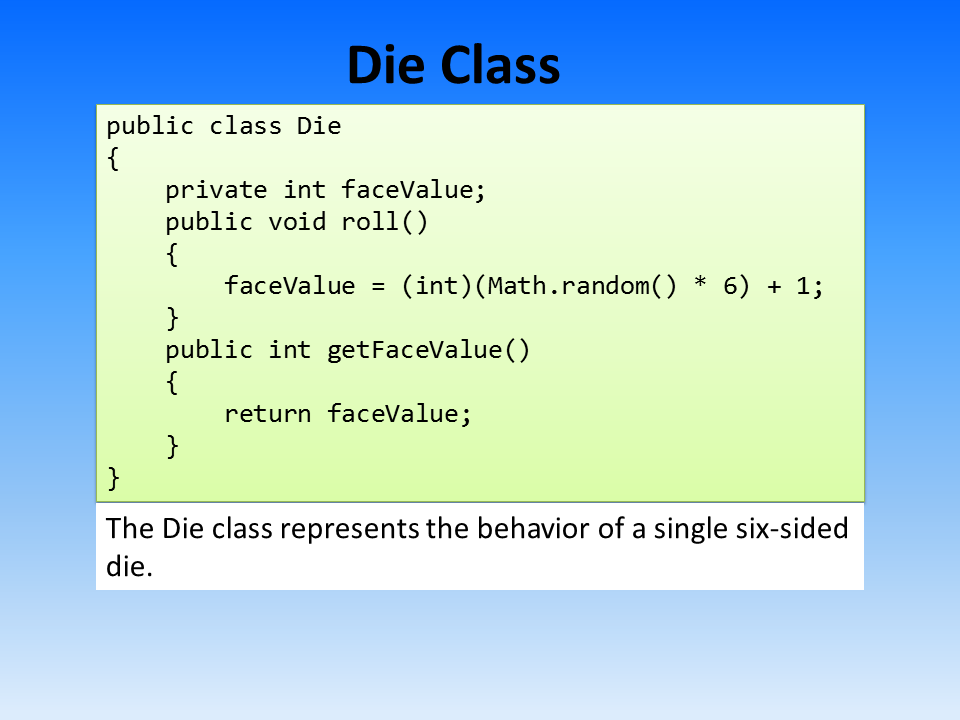 Die Class
public class Die
{
    private int faceValue;
    public void roll()
    {
        faceValue = (int)(Math.random() * 6) + 1;
    }
    public int getFaceValue()
    {
        return faceValue;
    }
}
The Die class represents the behavior of a single six-sided
die.